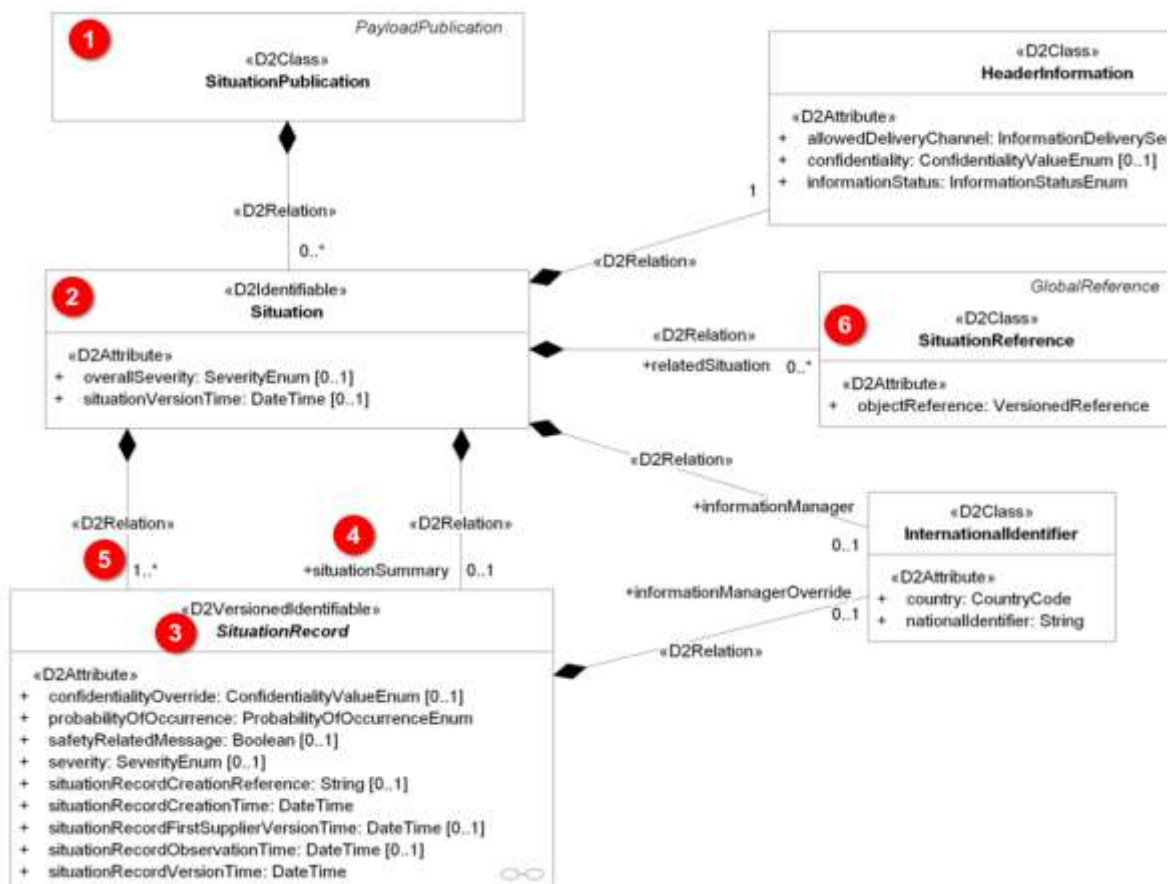 1
PayloadPublication
«D2Class»
SituationPublication
«D2Relation»
0..*
«D2Class»
HeaderInformation
«D2Attribute»
+ allowedDeliveryChannel: InformationDeliverySe
+ confidentiality: ConfidentialityValueEnum [0..1]
+ informationStatus: InformationStatusEnum
1
«D2Relation»
2
«D2Identifiable»
Situation
«D2Attribute»
+ overallSeverity: SeverityEnum [0..1]
+ situationVersionTime: DateTime [0..1]
«D2Relation»
+relatedSituation 0..*
6
GlobalReference
«D2Class»
SituationReference
«D2Attribute»
+ objectReference: VersionedReference
«D2Relation»
+informationManager
0..1
«D2Class»
InternationalIdentifier
«D2Attribute»
+ country: CountryCode
+ nationalIdentifier: String
«D2Relation»
5
1..*
«D2Relation»
4
+situationSummary 0..1
+informationManagerOverride
0..1
«D2Relation»
«D2VersionedIdentifiable»
3
SituationRecord
«D2Attribute»
+ confidentialityOverride: ConfidentialityValueEnum [0..1]
+ probabilityOfOccurrence: ProbabilityOfOccurrenceEnum
+ safetyRelatedMessage: Boolean [0..1]
+ severity: SeverityEnum [0..1]
+ situationRecordCreationReference: String [0..1]
+ situationRecordCreationTime: DateTime
+ situationRecordFirstSupplierVersionTime: DateTime [0..1]
+ situationRecordObservationTime: DateTime [0..1]
+ situationRecordVersionTime: DateTime